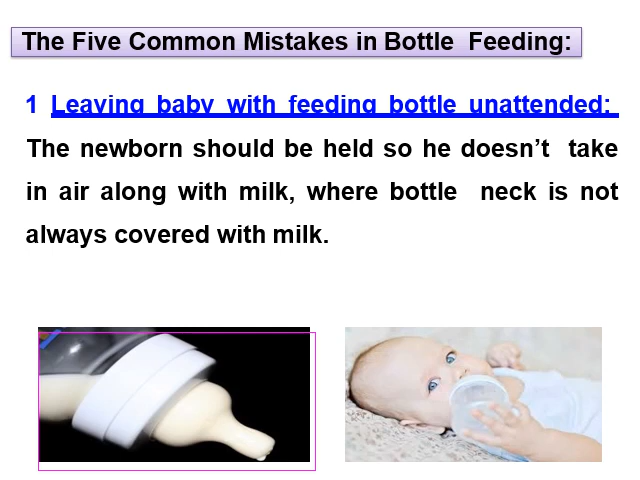 The Five Common Mistakes in Bottle Feeding:
1 Leaving baby with feeding bottle unattended:
The newborn should be held so he doesn’t take
in air along with milk, where bottle neck is not
always covered with milk.